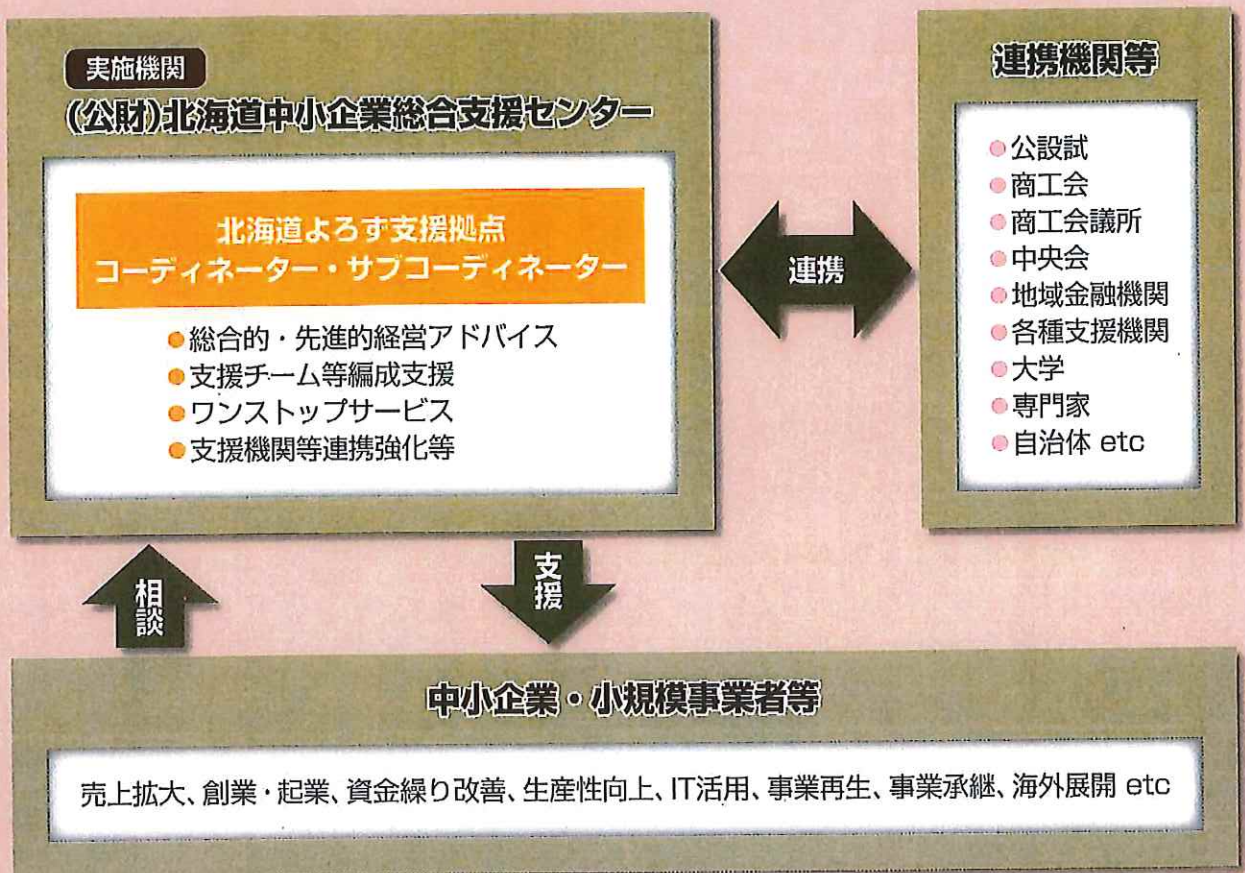 実施機関
(公財)北海道中小企業総合支援センター
北海道よろず支援拠点
コーディネーター・サブコーディネーター
●総合的・先進的経営アドバイス
●支援チーム等編成支援
●ワンストップサービス
●支援機関等連携強化等
連携
連携機関等
●公設試
●商工会
●商工会議所
●中央会
●地域金融機関
●各種支援機関
●大学
●専門家
●自治体 etc
相談
支援
中小企業・小規模事業者等
売上拡大、創業・起業、資金繰り改善、生産性向上、IT活用、事業再生、事業承継、海外展開 etc